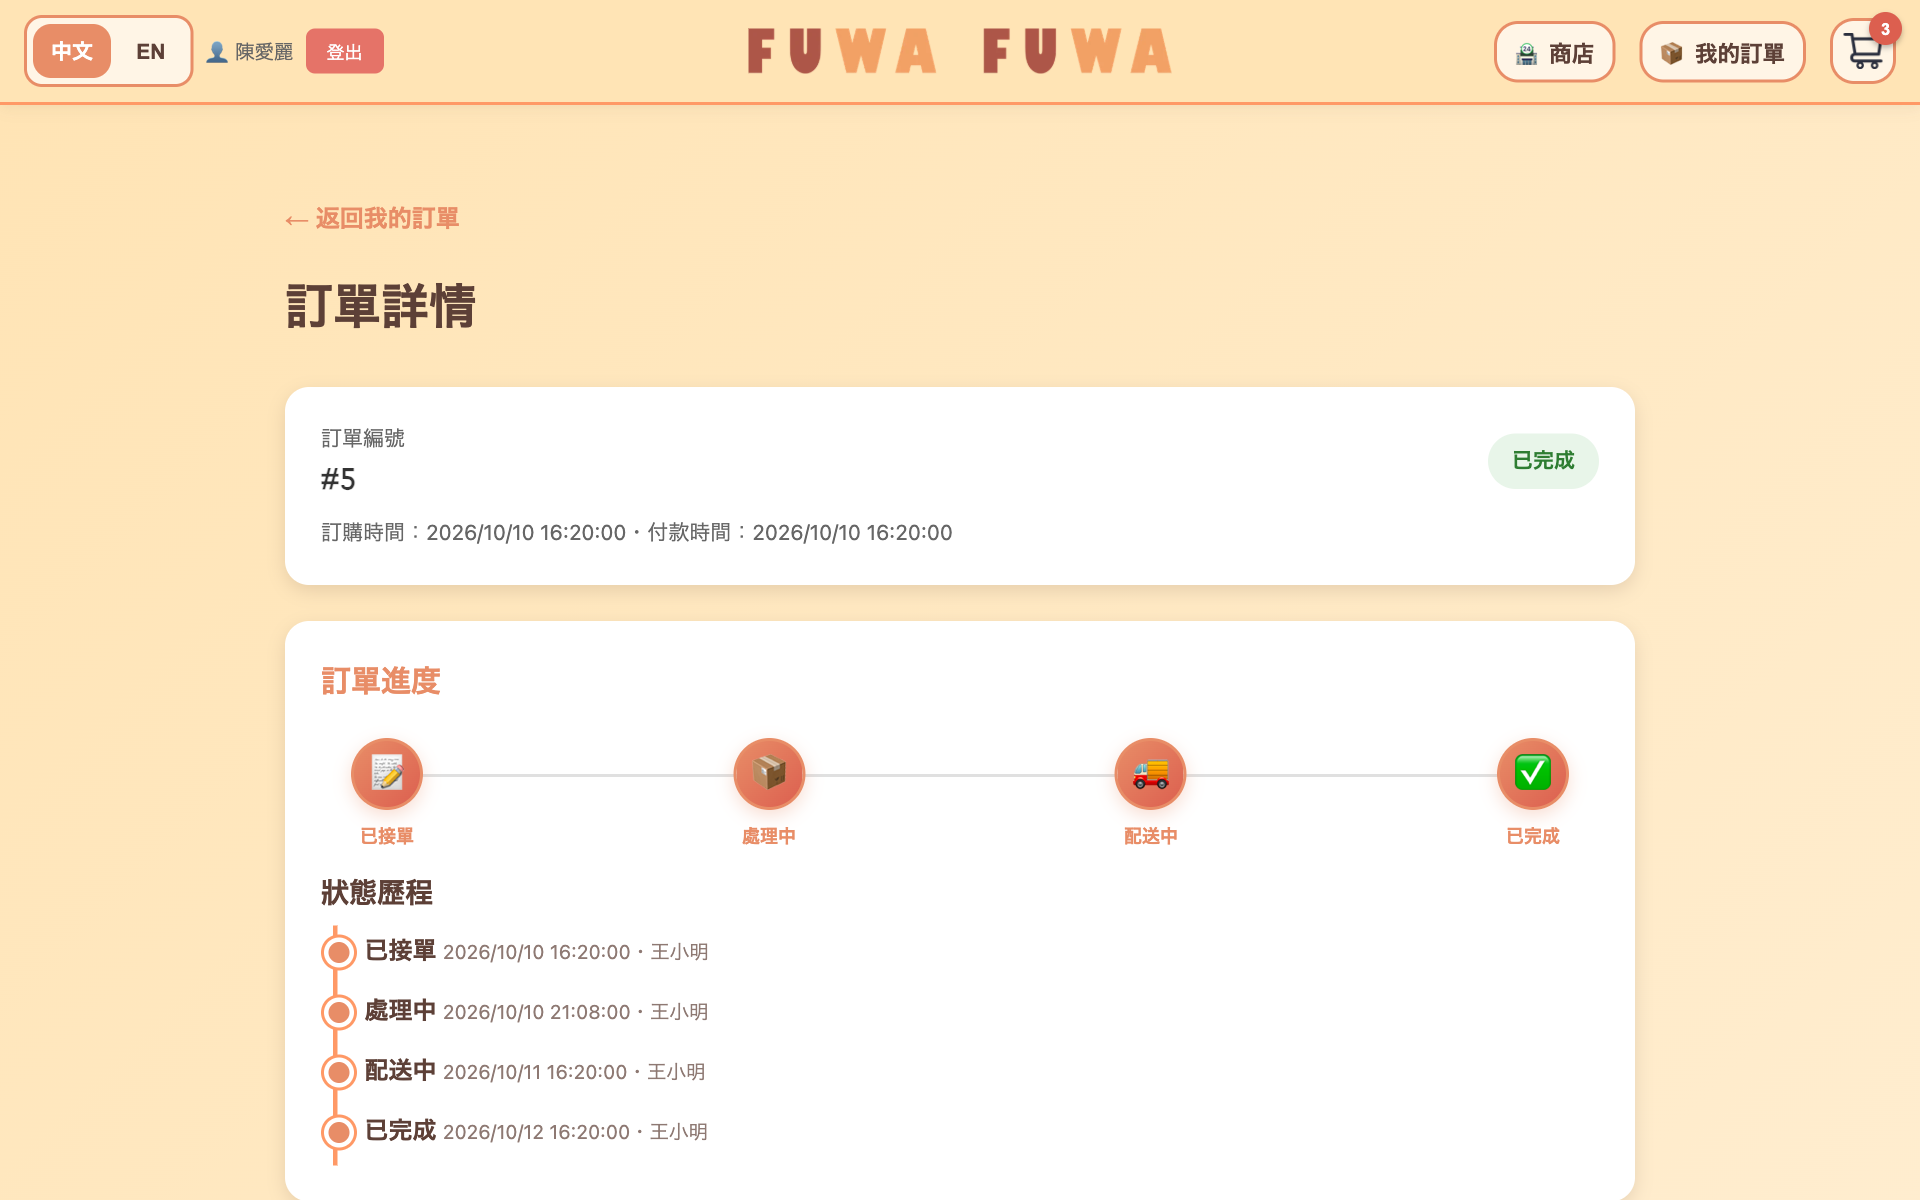 中文 EN 陳愛麗 登出 FUWA FUWA 商店 我的訂單 3
← 返回我的訂單
訂單詳情
訂單編號
#5
已完成
訂購時間：2026/10/10 16:20:00・付款時間：2026/10/10 16:20:00
訂單進度
已接單 處理中 配送中 已完成
狀態歷程
已接單 2026/10/10 16:20:00・王小明
處理中 2026/10/10 21:08:00・王小明
配送中 2026/10/11 16:20:00・王小明
已完成 2026/10/12 16:20:00・王小明